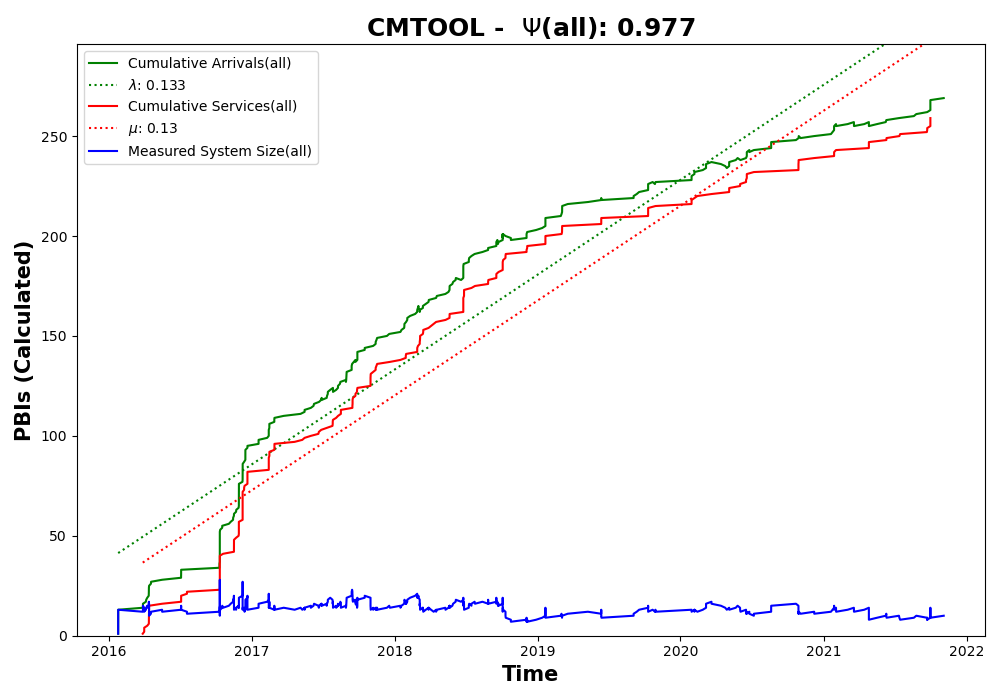 CMTOOL - Ψ(all): 0.977
Cumulative Arrivals(all)
λ: 0.133
Cumulative Services(all)
μ: 0.13
Measured System Size(all)
PBIs (Calculated)
250
200
150
100
50
0
2016 2017 2018 2019 2020 2021 2022
Time